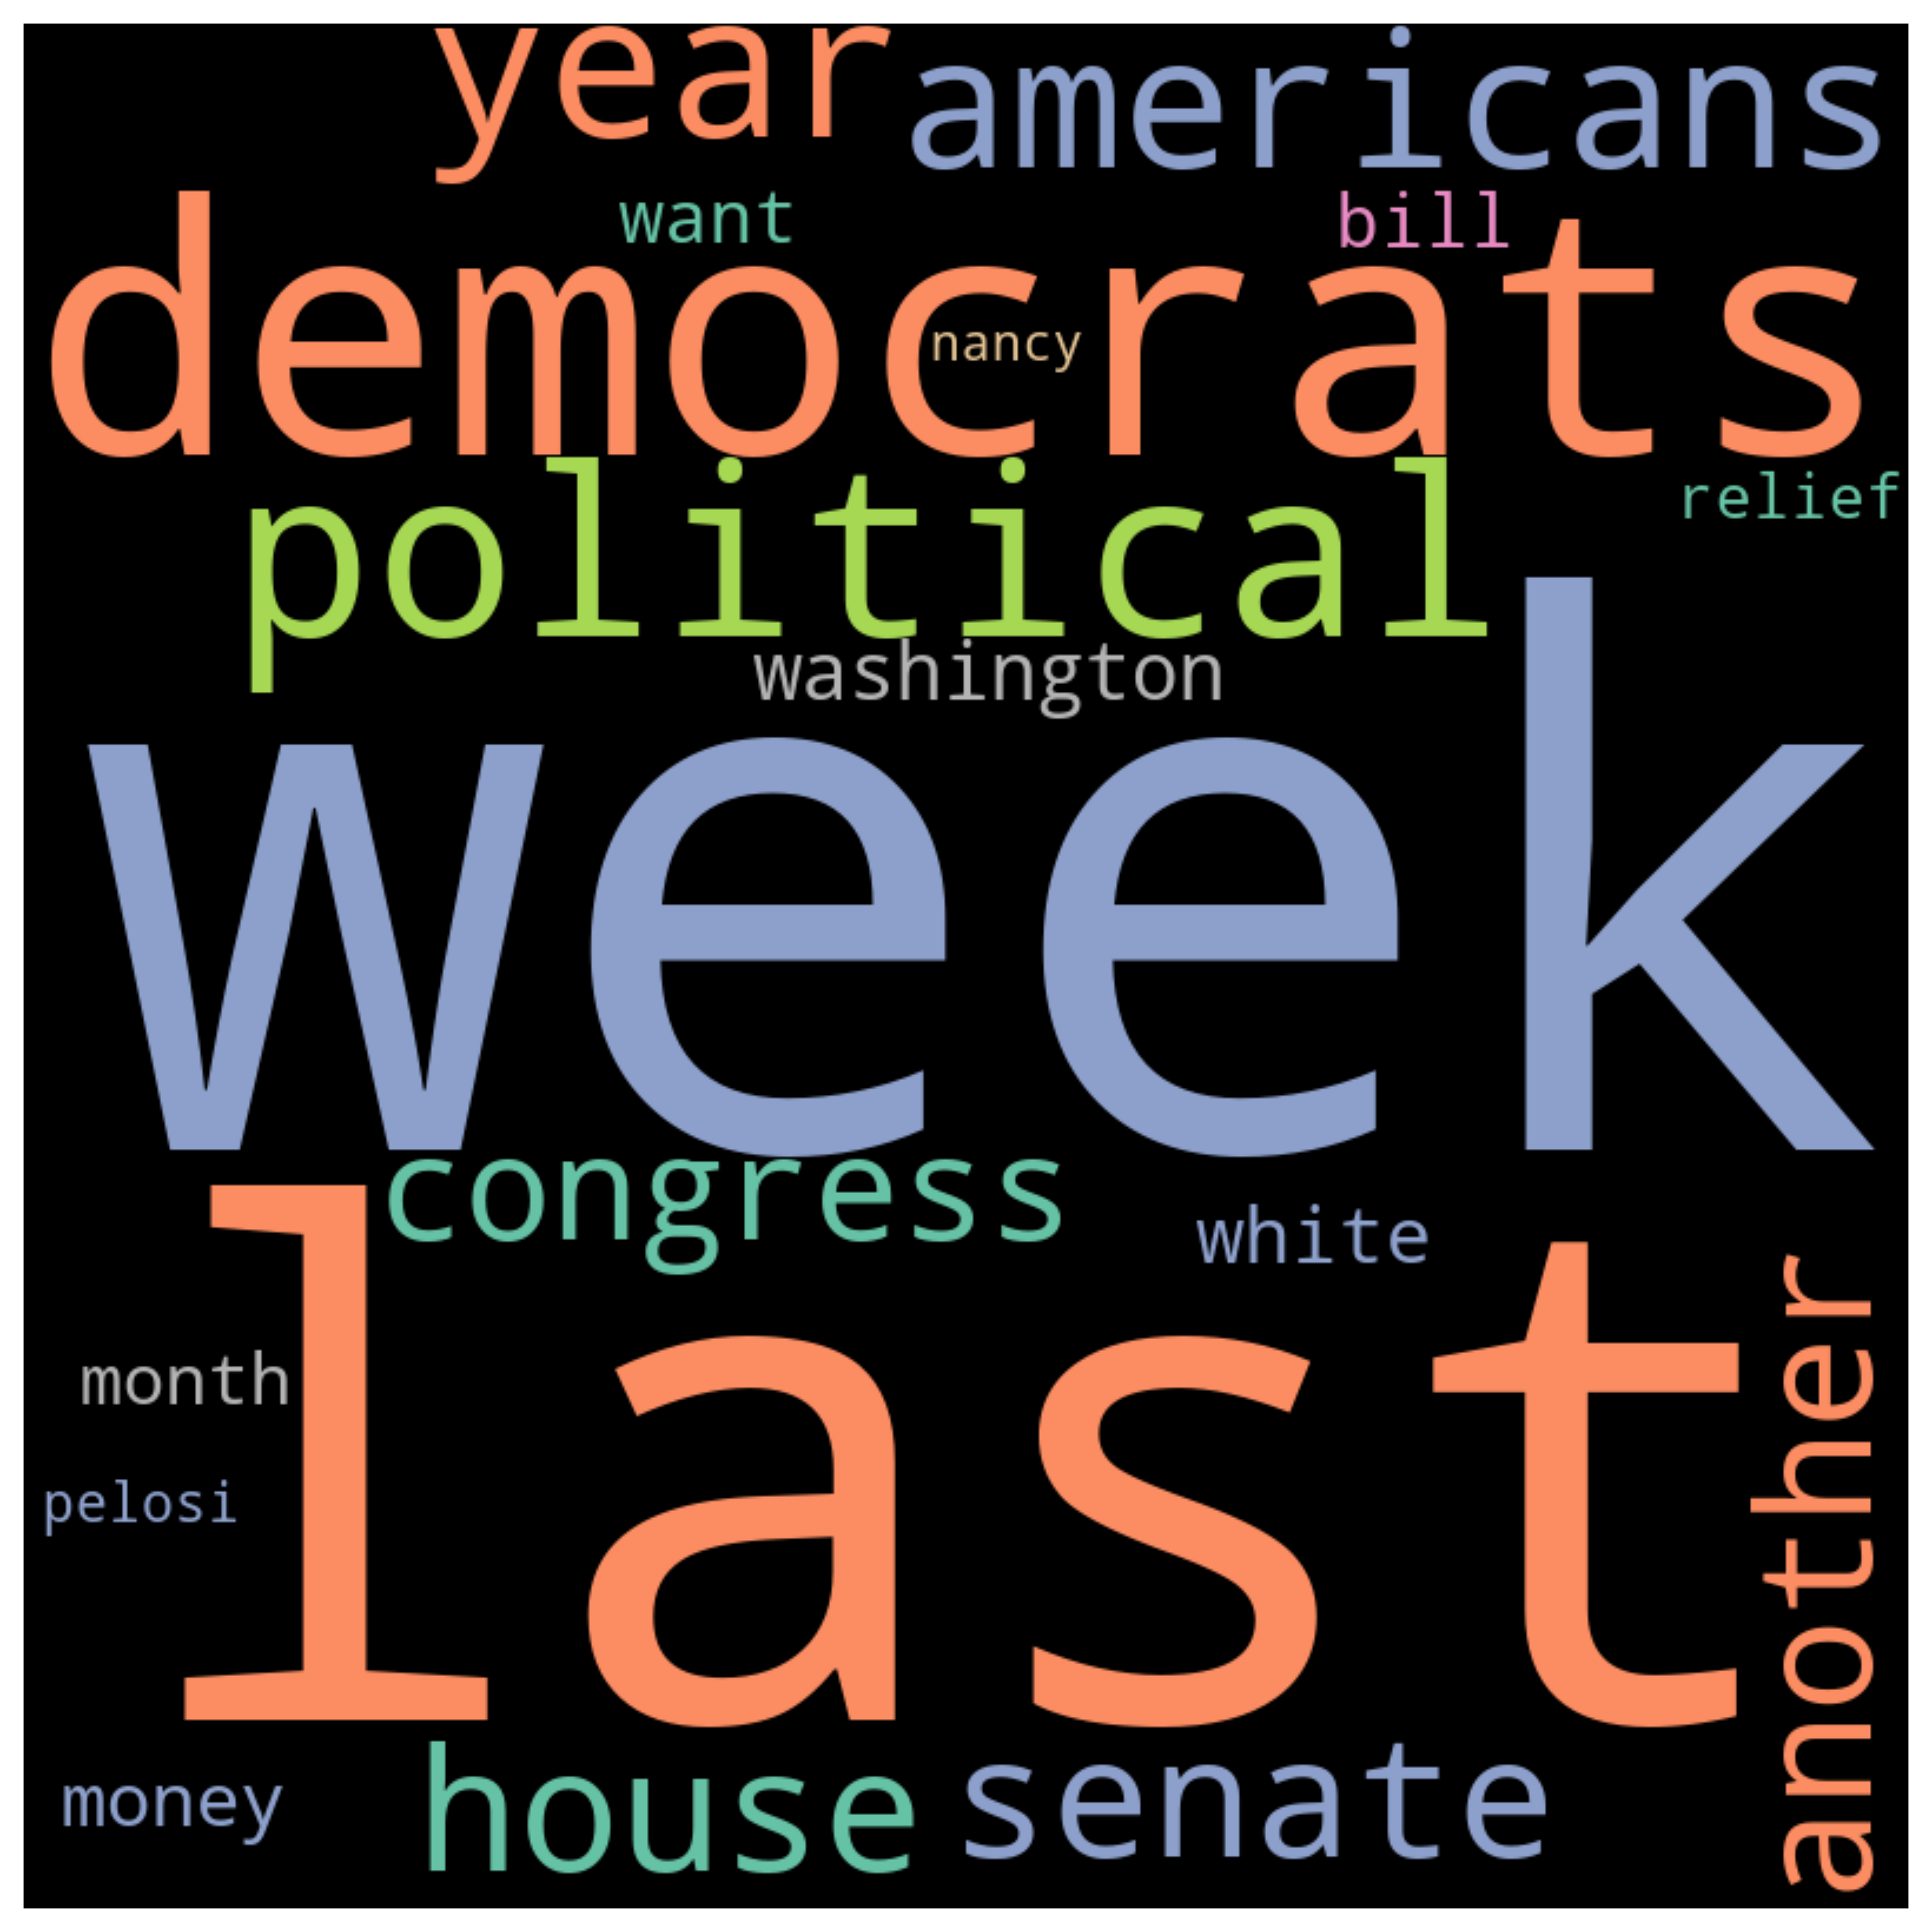 year
americans
want
bill
democrats
nancy
political
relief
washington
week
congress
white
last
another
month
pelosi
money
house
senate